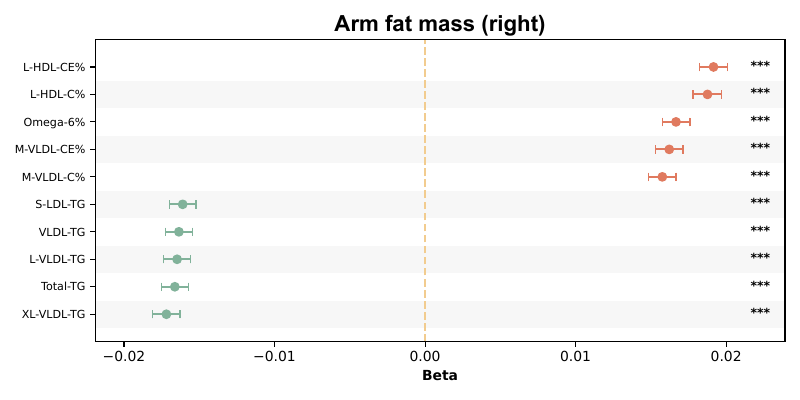 Arm fat mass (right)
L-HDL-CE% ***
L-HDL-C% ***
Omega-6% ***
M-VLDL-CE% ***
M-VLDL-C% ***
S-LDL-TG ***
VLDL-TG ***
L-VLDL-TG ***
Total-TG ***
XL-VLDL-TG ***
−0.02 −0.01 0.00 0.01 0.02
Beta